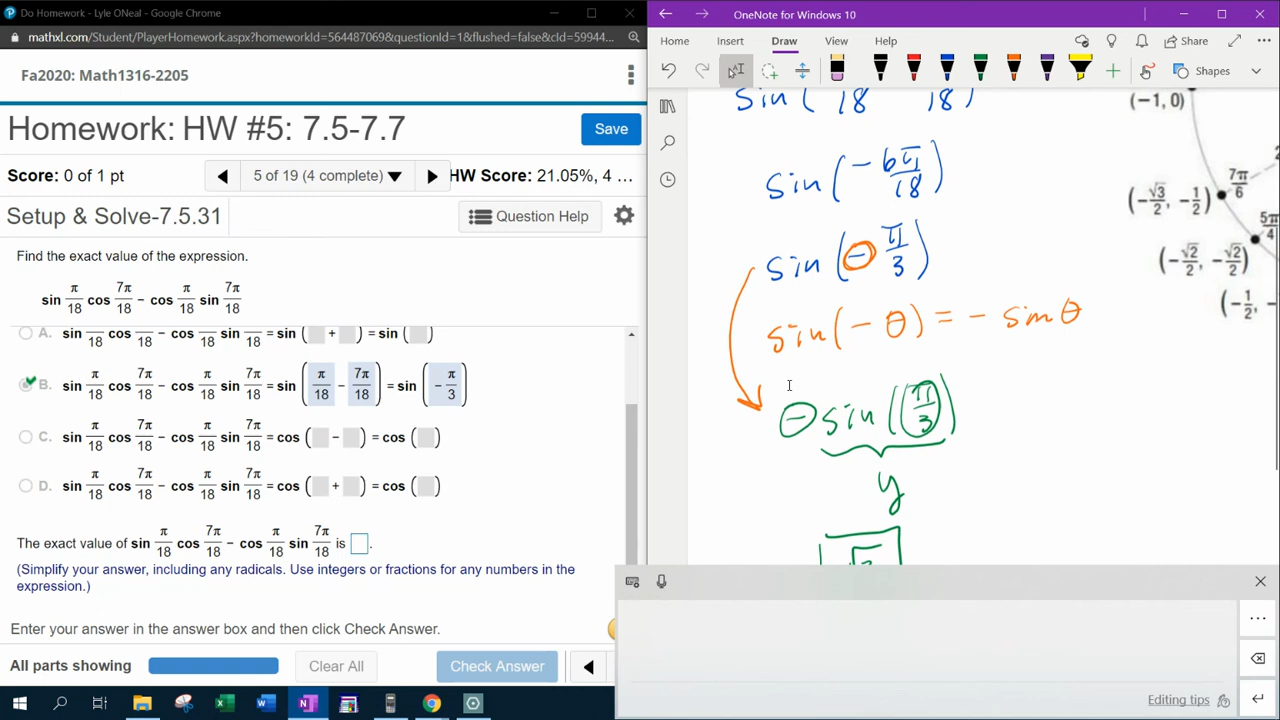 Do Homework - Lyle ONeal - Google Chrome
mathxl.com/Student/PlayerHomework.aspx?homeworkId=564487069&questionId=1&flushed=false&cId=59944...
Fa2020: Math1316-2205
Homework: HW #5: 7.5-7.7
Save
Score: 0 of 1 pt
5 of 19 (4 complete)
HW Score: 21.05%, 4 ...
Setup & Solve-7.5.31
Question Help
Find the exact value of the expression.
sin π/18 cos 7π/18 − cos π/18 sin 7π/18
A. sin 18 cos 18 − cos 18 sin 18 = sin ( + ) = sin ( )
B. sin π/18 cos 7π/18 − cos π/18 sin 7π/18 = sin ( π/18 − 7π/18 ) = sin ( − π/3 )
C. sin π/18 cos 7π/18 − cos π/18 sin 7π/18 = cos ( − ) = cos ( )
D. sin π/18 cos 7π/18 − cos π/18 sin 7π/18 = cos ( + ) = cos ( )
The exact value of sin π/18 cos 7π/18 − cos π/18 sin 7π/18 is .
(Simplify your answer, including any radicals. Use integers or fractions for any numbers in the
expression.)
Enter your answer in the answer box and then click Check Answer.
All parts showing
Clear All
Check Answer
OneNote for Windows 10
Home Insert Draw View Help
Share
Shapes
sin( 18 18 )
sin(−6π/18)
sin(− π/3)
sin(−θ) = − sinθ
− sin(π/3)
y
(−1, 0)
(−√3/2, −1/2) 7π/6
5π/4
(−√2/2, −√2/2)
(−1/2,
Editing tips